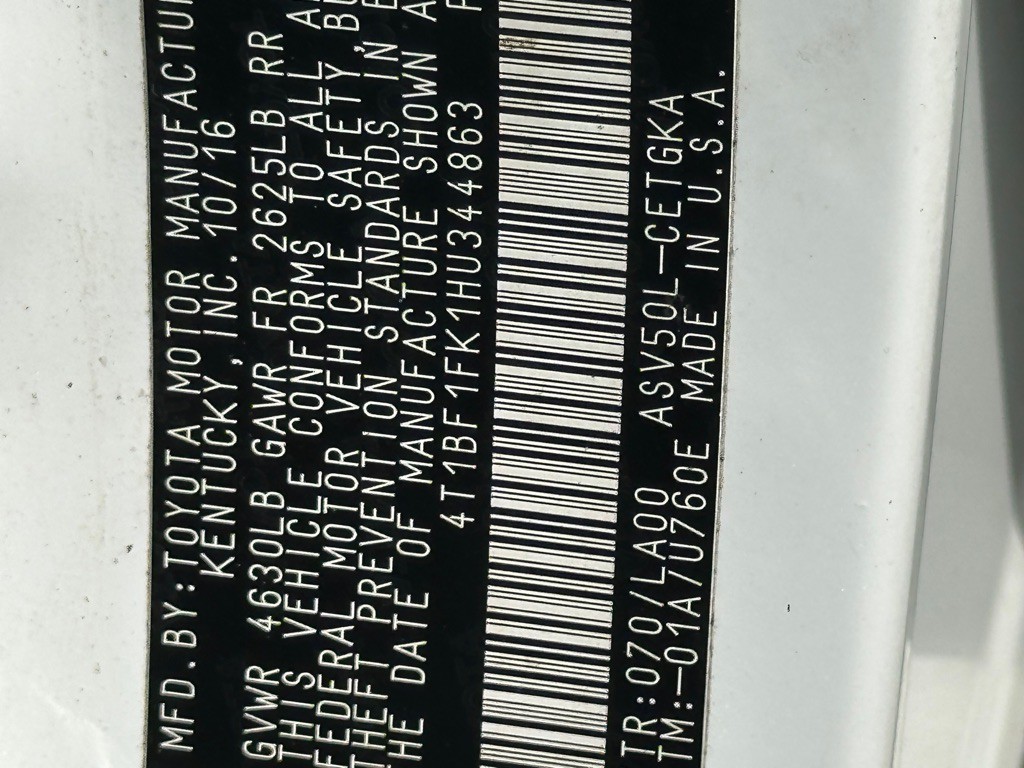 MFD.BY:TOYOTA MOTOR MANUFACTUR
KENTUCKY,INC. 10/16
GVWR 4630LB GAWR FR 2625LB RR
THIS VEHICLE CONFORMS TO ALL A
FEDERAL MOTOR VEHICLE SAFETY,BU
THEFT PREVENTION STANDARDS IN E
THE DATE OF MANUFACTURE SHOWN A
4T1BF1FK1HU344863 P
TR:070/LA00 ASV50L-CETGKA
TM:-01A/U760E MADE IN U.S.A.